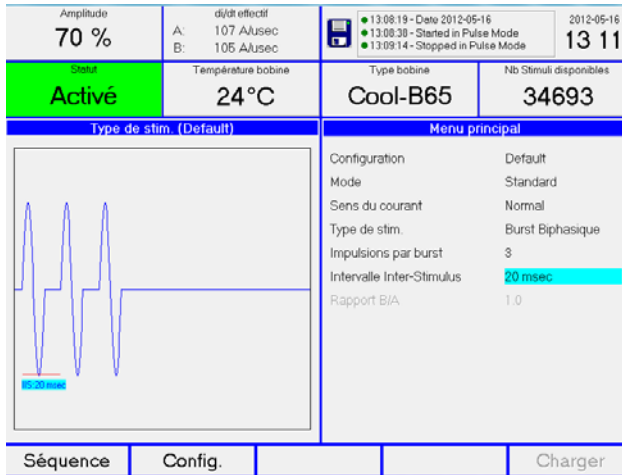 Amplitude
70 %
di/dt effectif
A: 107 A/usec
B: 105 A/usec
13:08:19 - Date 2012-05-16
13:08:30 - Started in Pulse Mode
13:09:14 - Stopped in Pulse Mode
2012-05-16
13 11
Statut
Activé
Température bobine
24°C
Type bobine
Cool-B65
Nb Stimuli disponibles
34693
Type de stim. (Default)
Menu principal
Configuration Default
Mode Standard
Sens du courant Normal
Type de stim. Burst Biphasique
Impulsions par burst 3
Intervalle Inter-Stimulus 20 msec
Rapport B/A 1.0
20 msec
Séquence
Config.
Charger